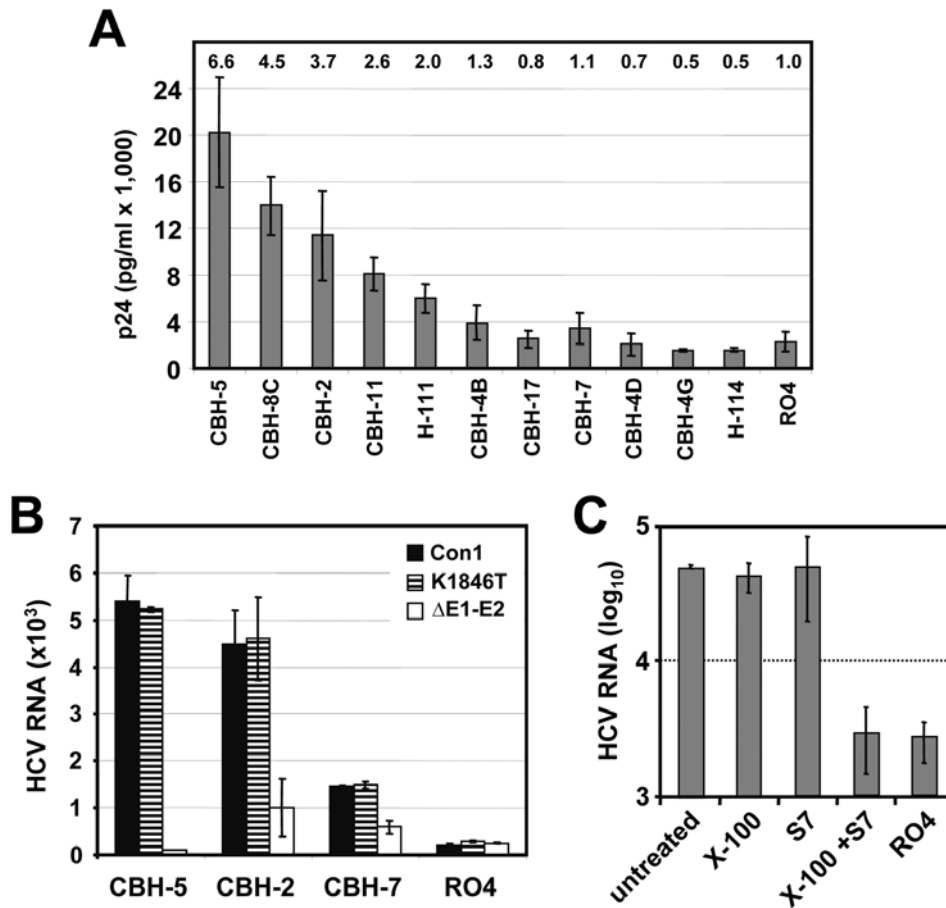 A
6.6 4.5 3.7 2.6 2.0 1.3 0.8 1.1 0.7 0.5 0.5 1.0
p24 (pg/ml x 1,000)
24
20
16
12
8
4
0
CBH-5
CBH-8C
CBH-2
CBH-11
H-111
CBH-4B
CBH-17
CBH-7
CBH-4D
CBH-4G
H-114
RO4
B
HCV RNA (x10³)
7
6
5
4
3
2
1
0
Con1
K1846T
ΔE1-E2
CBH-5 CBH-2 CBH-7 RO4
C
HCV RNA (log₁₀)
5
4
3
untreated
X-100
S7
X-100 +S7
RO4